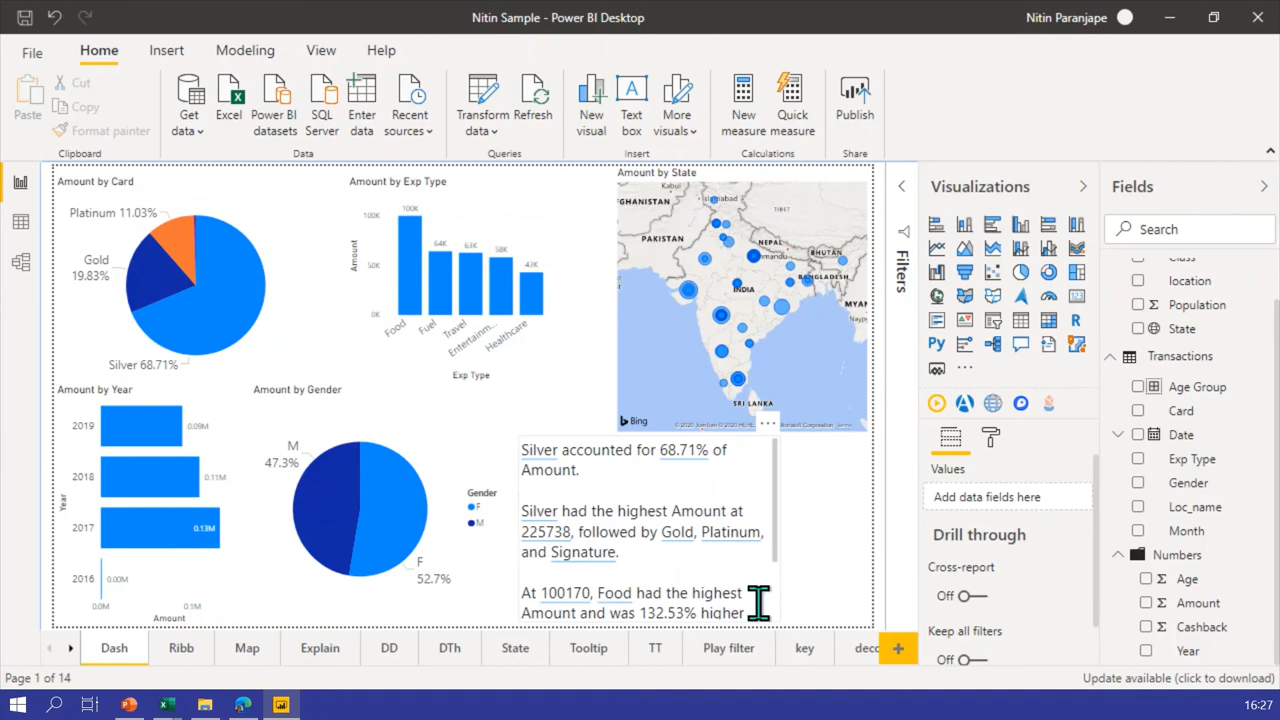 Nitin Sample - Power BI Desktop
Nitin Paranjape
File
Home
Insert
Modeling
View
Help
Paste
Cut
Copy
Format painter
Clipboard
Get data
Excel
Power BI datasets
SQL Server
Enter data
Recent sources
Data
Transform data
Refresh
Queries
New visual
Text box
More visuals
Insert
New measure
Quick measure
Calculations
Publish
Share
Amount by Card
Platinum 11.03%
Gold
19.83%
Silver 68.71%
Amount by Exp Type
100K
50K
0K
Amount
100K
64K
63K
58K
43K
Food
Fuel
Travel
Entertainm...
Healthcare
Exp Type
Amount by State
Kabul
Islamabad
GHANISTAN
TIBET
PAKISTAN
NEPAL
BHUTAN
BANGLADESH
INDIA
MYAN
SRI LANKA
Bing
Amount by Year
2019
0.09M
2018
0.11M
2017
0.13M
2016
0.00M
Year
0.0M
0.1M
Amount
Amount by Gender
M
47.3%
F
52.7%
Gender
F
M
Silver accounted for 68.71% of
Amount.
Silver had the highest Amount at
225738, followed by Gold, Platinum,
and Signature.
At 100170, Food had the highest
Amount and was 132.53% higher
Filters
Visualizations
R
Py
Values
Add data fields here
Drill through
Cross-report
Off
Keep all filters
Off
Fields
Search
location
Population
State
Transactions
Age Group
Card
Date
Exp Type
Gender
Loc_name
Month
Numbers
Age
Amount
Cashback
Year
Dash
Ribb
Map
Explain
DD
DTh
State
Tooltip
TT
Play filter
key
deco
Page 1 of 14
Update available (click to download)
16:27